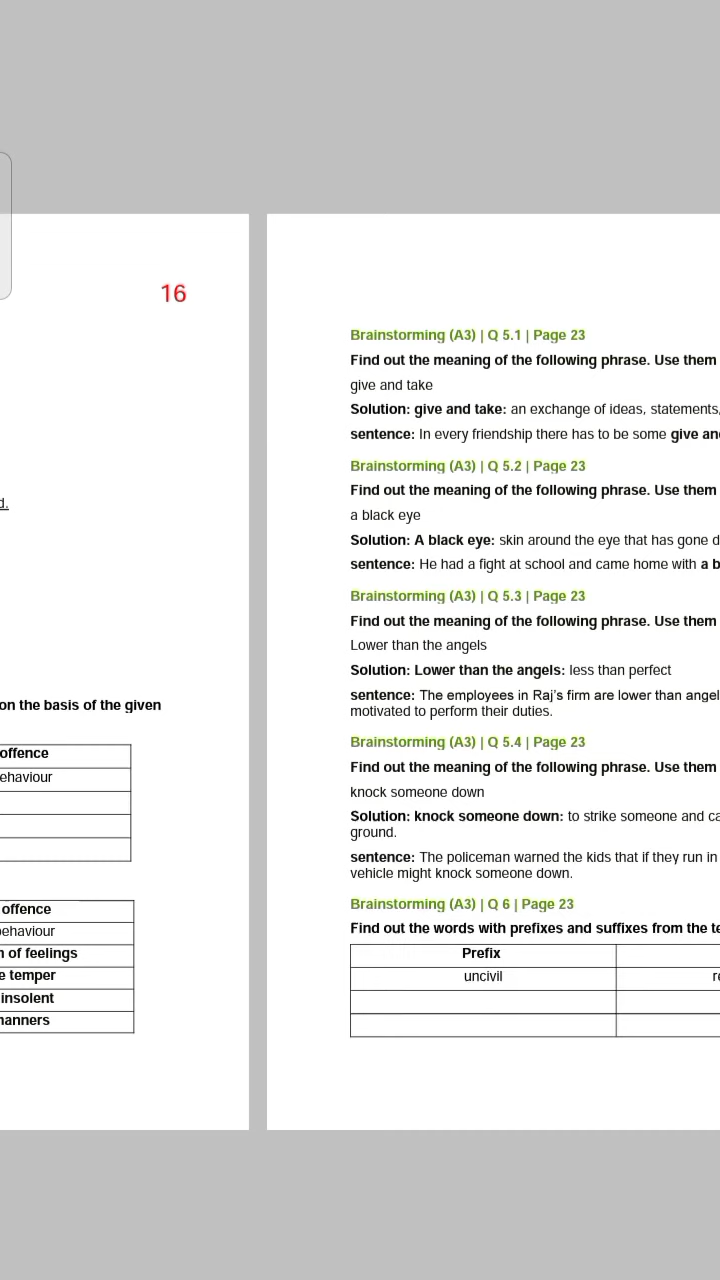 16
d.
on the basis of the given
offence
ehaviour
offence
behaviour
n of feelings
e temper
insolent
nanners
Brainstorming (A3) | Q 5.1 | Page 23
Find out the meaning of the following phrase. Use them
give and take
Solution: give and take: an exchange of ideas, statements,
sentence: In every friendship there has to be some give an
Brainstorming (A3) | Q 5.2 | Page 23
Find out the meaning of the following phrase. Use them
a black eye
Solution: A black eye: skin around the eye that has gone d
sentence: He had a fight at school and came home with a b
Brainstorming (A3) | Q 5.3 | Page 23
Find out the meaning of the following phrase. Use them
Lower than the angels
Solution: Lower than the angels: less than perfect
sentence: The employees in Raj's firm are lower than angel
motivated to perform their duties.
Brainstorming (A3) | Q 5.4 | Page 23
Find out the meaning of the following phrase. Use them
knock someone down
Solution: knock someone down: to strike someone and ca
ground.
sentence: The policeman warned the kids that if they run in
vehicle might knock someone down.
Brainstorming (A3) | Q 6 | Page 23
Find out the words with prefixes and suffixes from the te
Prefix
uncivil re